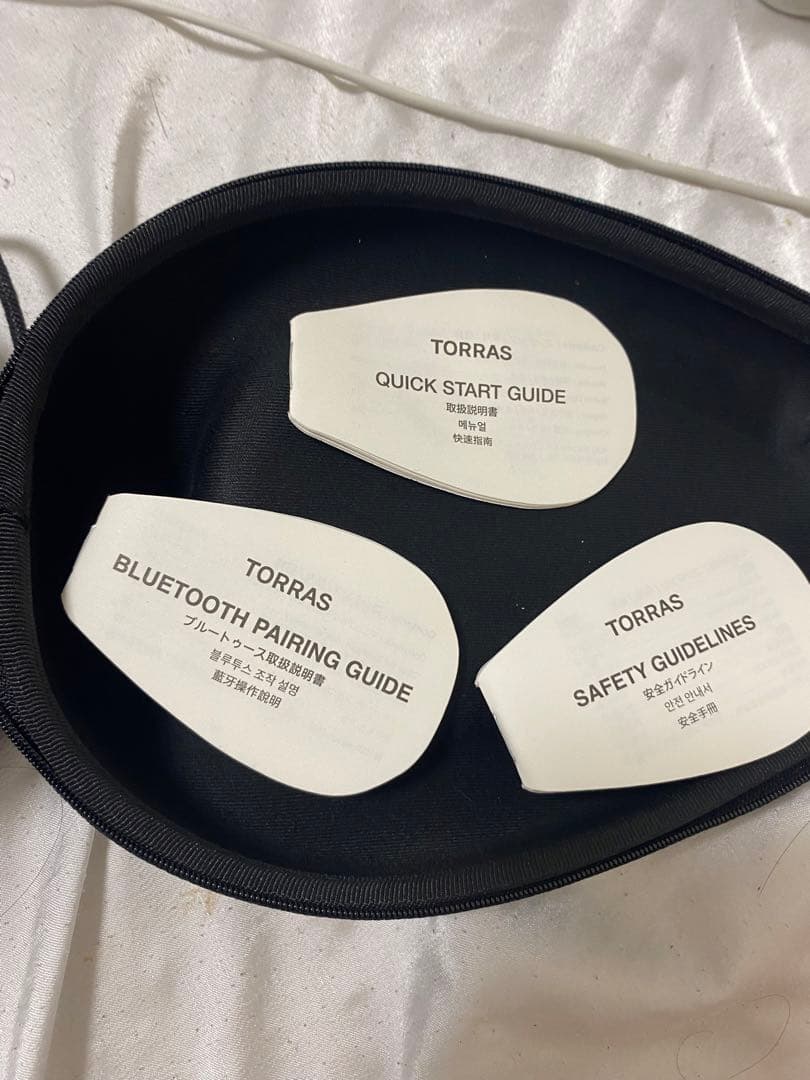 TORRAS
QUICK START GUIDE
取扱説明書
메뉴얼
快速指南
TORRAS
BLUETOOTH PAIRING GUIDE
ブルートゥース取扱説明書
블루투스 조작 설명
藍牙操作說明
TORRAS
SAFETY GUIDELINES
安全ガイドライン
안전 안내서
安全手冊